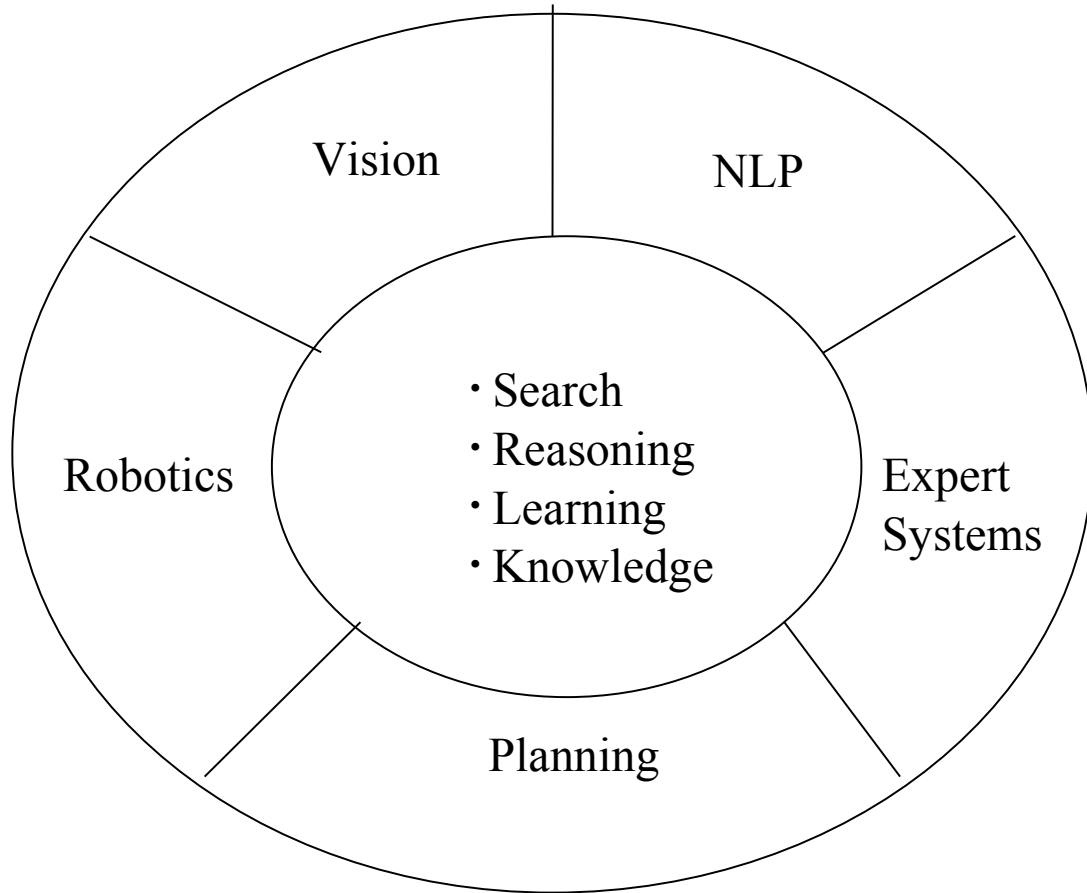 Vision
NLP
・Search
・Reasoning
・Learning
・Knowledge
Robotics
Expert
Systems
Planning